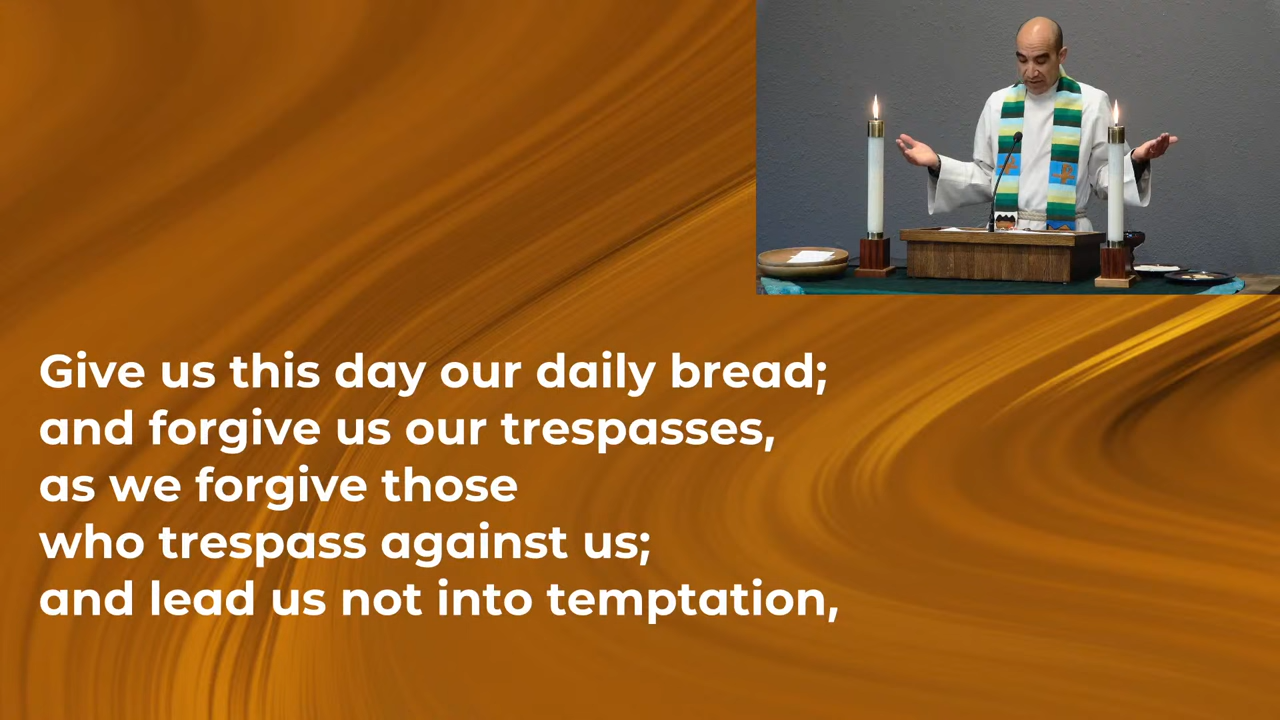 Give us this day our daily bread;
and forgive us our trespasses,
as we forgive those
who trespass against us;
and lead us not into temptation,